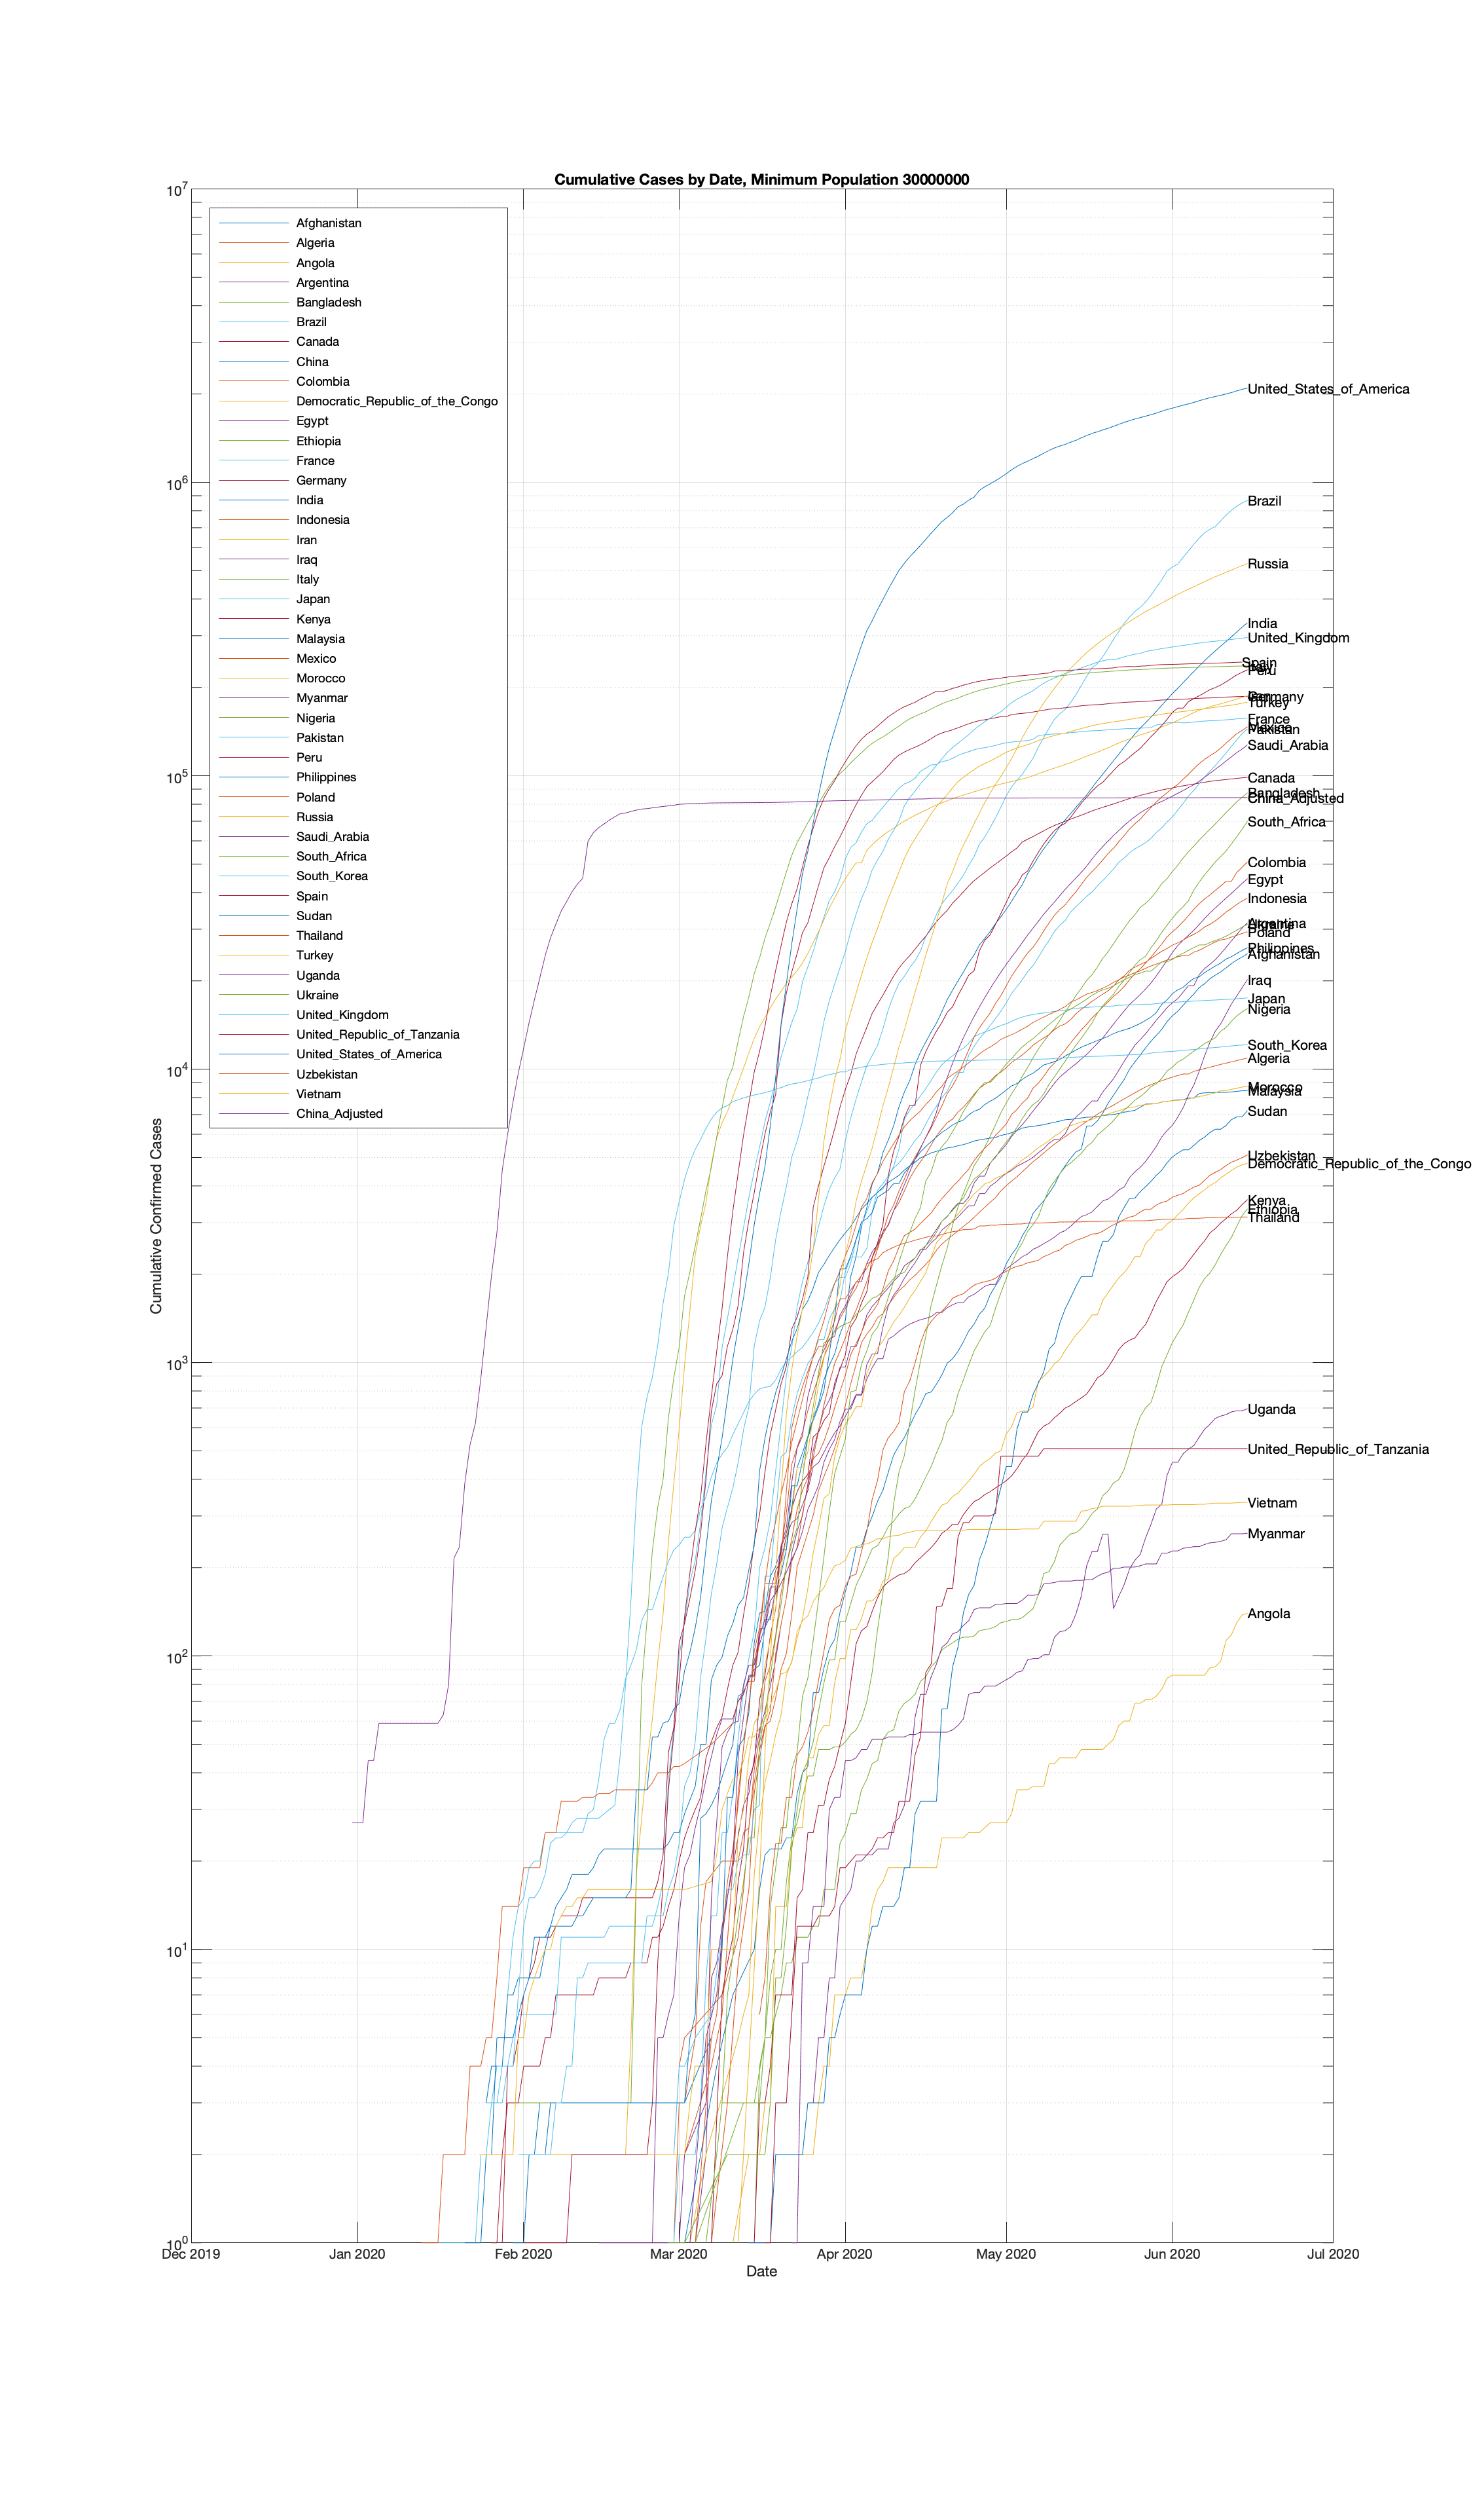 Cumulative Cases by Date, Minimum Population 30000000
10^7
10^6
10^5
10^4
10^3
10^2
10^1
10^0
Cumulative Confirmed Cases
Afghanistan
Algeria
Angola
Argentina
Bangladesh
Brazil
Canada
China
Colombia
Democratic_Republic_of_the_Congo
Egypt
Ethiopia
France
Germany
India
Indonesia
Iran
Iraq
Italy
Japan
Kenya
Malaysia
Mexico
Morocco
Myanmar
Nigeria
Pakistan
Peru
Philippines
Poland
Russia
Saudi_Arabia
South_Africa
South_Korea
Spain
Sudan
Thailand
Turkey
Uganda
Ukraine
United_Kingdom
United_Republic_of_Tanzania
United_States_of_America
Uzbekistan
Vietnam
China_Adjusted
United_States_of_America
Brazil
Russia
India
United_Kingdom
Spain
Italy
Peru
Iran
Germany
Turkey
France
Mexico
Pakistan
Saudi_Arabia
Canada
Bangladesh
China_Adjusted
South_Africa
Colombia
Egypt
Indonesia
Argentina
Ukraine
Poland
Philippines
Afghanistan
Iraq
Japan
Nigeria
South_Korea
Algeria
Morocco
Malaysia
Sudan
Uzbekistan
Democratic_Republic_of_the_Congo
Kenya
Ethiopia
Thailand
Uganda
United_Republic_of_Tanzania
Vietnam
Myanmar
Angola
Dec 2019
Jan 2020
Feb 2020
Mar 2020
Apr 2020
May 2020
Jun 2020
Jul 2020
Date